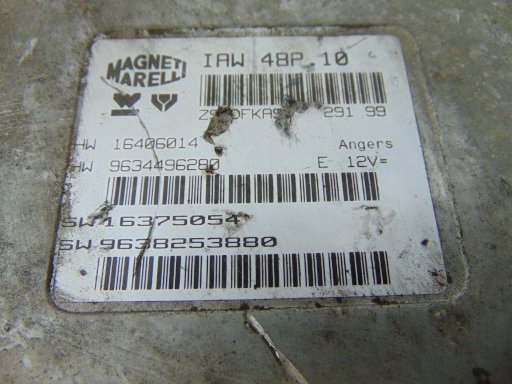 MAGNETI MARELLI
IAW 48P.10
291 99
HW 16406014
Angers
HW 9634496280
E 12V=
SW 16375054
SW 9638253880